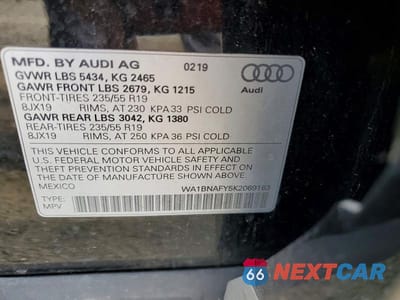 MFD. BY AUDI AG 02/19
GVWR LBS 5434, KG 2465
GAWR FRONT LBS 2679, KG 1215
FRONT-TIRES 235/55 R19
8JX19 RIMS, AT 230 KPA 33 PSI COLD
GAWR REAR LBS 3042, KG 1380
REAR-TIRES 235/55 R19
8JX19 RIMS, AT 250 KPA 36 PSI COLD
Audi
THIS VEHICLE CONFORMS TO ALL APPLICABLE
U.S. FEDERAL MOTOR VEHICLE SAFETY, BUMPER,
AND THEFT PREVENTION STANDARDS IN EFFECT ON THE
DATE OF MANUFACTURE SHOWN ABOVE.
MEXICO
WA1BNAFY5K2069163
TYPE:
MPV
66 NEXTCAR